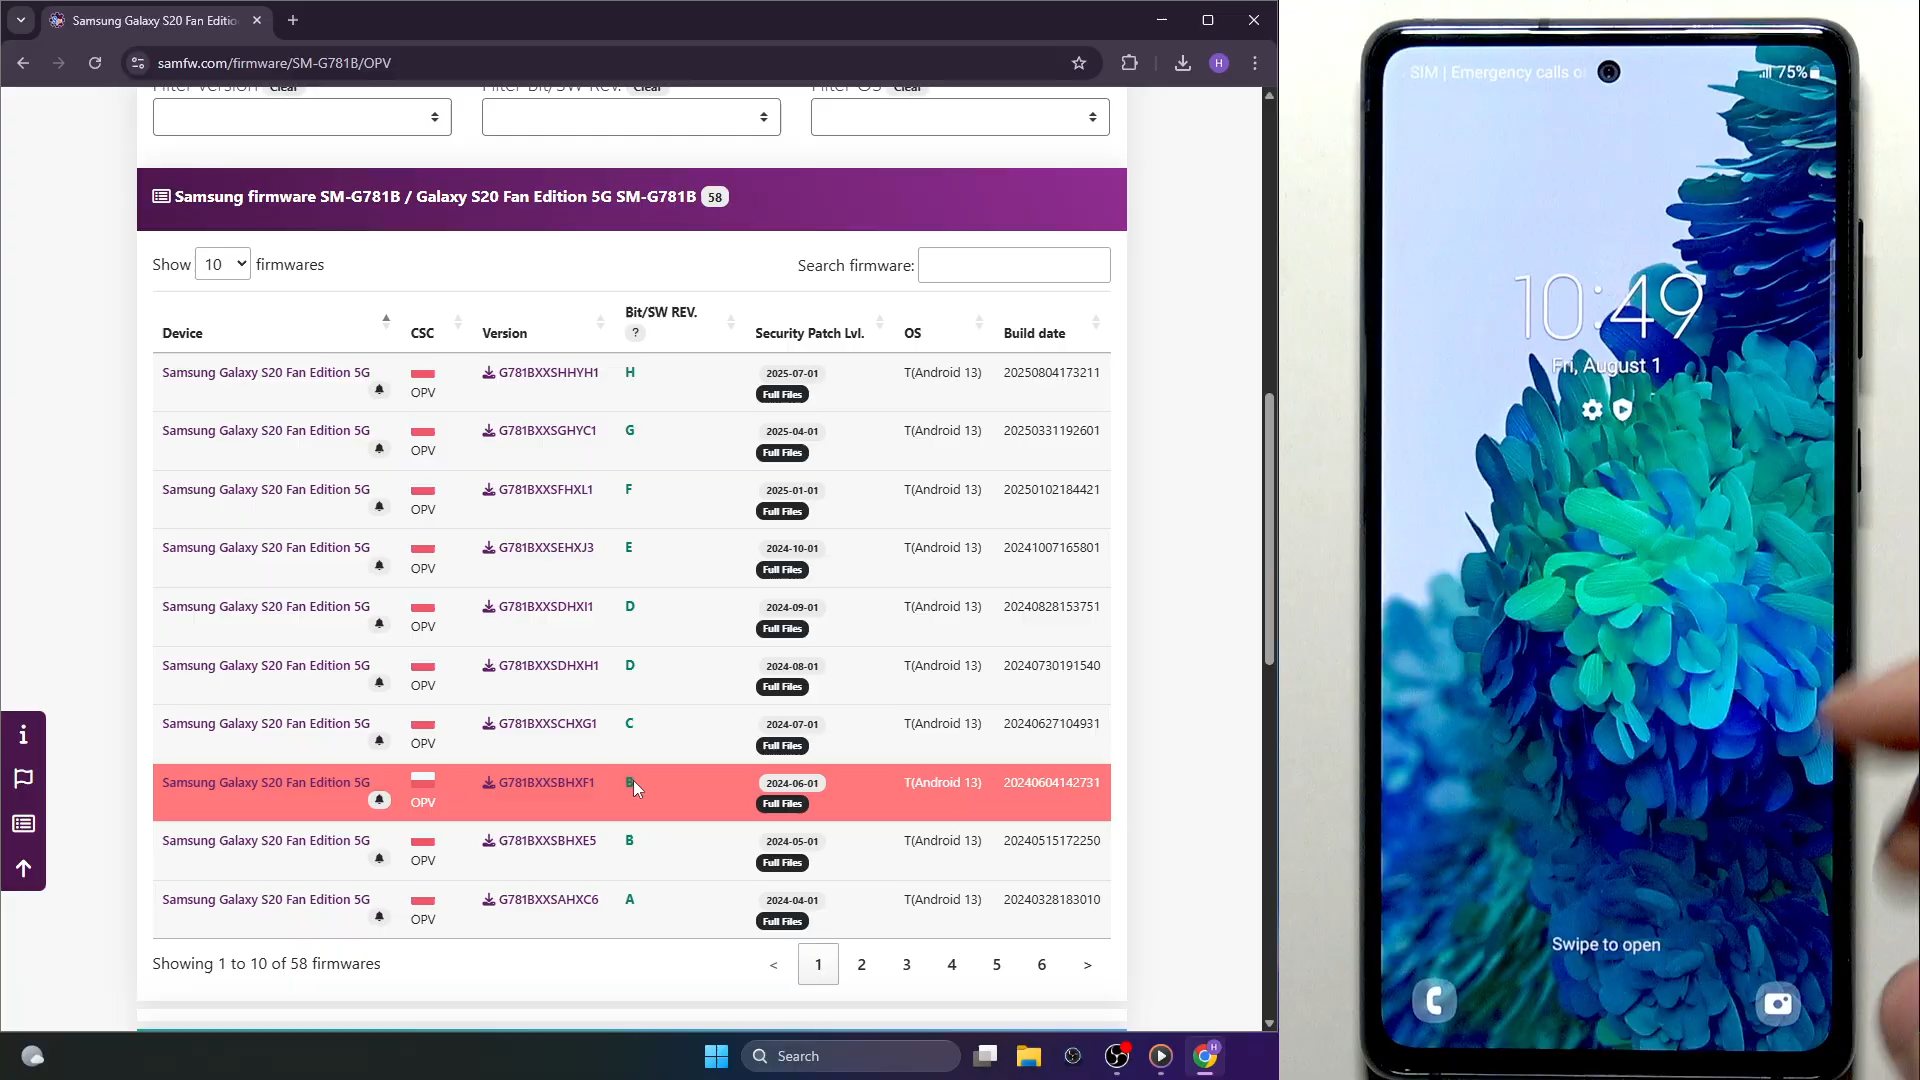 Samsung Galaxy S20 Fan Editio
samfw.com/firmware/SM-G781B/OPV
H
Filter Version Clear
Filter Bit/SW Rev. Clear
Filter OS Clear
Samsung firmware SM-G781B / Galaxy S20 Fan Edition 5G SM-G781B 58
Show 10 firmwares
Search firmware:
Device CSC Version Bit/SW REV. ? Security Patch Lvl. OS Build date
Samsung Galaxy S20 Fan Edition 5G OPV G781BXXSHHYH1 H 2025-07-01 Full Files T(Android 13) 20250804173211
Samsung Galaxy S20 Fan Edition 5G OPV G781BXXSGHYC1 G 2025-04-01 Full Files T(Android 13) 20250331192601
Samsung Galaxy S20 Fan Edition 5G OPV G781BXXSFHXL1 F 2025-01-01 Full Files T(Android 13) 20250102184421
Samsung Galaxy S20 Fan Edition 5G OPV G781BXXSEHXJ3 E 2024-10-01 Full Files T(Android 13) 20241007165801
Samsung Galaxy S20 Fan Edition 5G OPV G781BXXSDHXI1 D 2024-09-01 Full Files T(Android 13) 20240828153751
Samsung Galaxy S20 Fan Edition 5G OPV G781BXXSDHXH1 D 2024-08-01 Full Files T(Android 13) 20240730191540
Samsung Galaxy S20 Fan Edition 5G OPV G781BXXSCHXG1 C 2024-07-01 Full Files T(Android 13) 20240627104931
Samsung Galaxy S20 Fan Edition 5G OPV G781BXXSBHXF1 B 2024-06-01 Full Files T(Android 13) 20240604142731
Samsung Galaxy S20 Fan Edition 5G OPV G781BXXSBHXE5 B 2024-05-01 Full Files T(Android 13) 20240515172250
Samsung Galaxy S20 Fan Edition 5G OPV G781BXXSAHXC6 A 2024-04-01 Full Files T(Android 13) 20240328183010
Showing 1 to 10 of 58 firmwares
< 1 2 3 4 5 6 >
Search
H
SIM | Emergency calls o
75%
10:49
Fri, August 1
Swipe to open